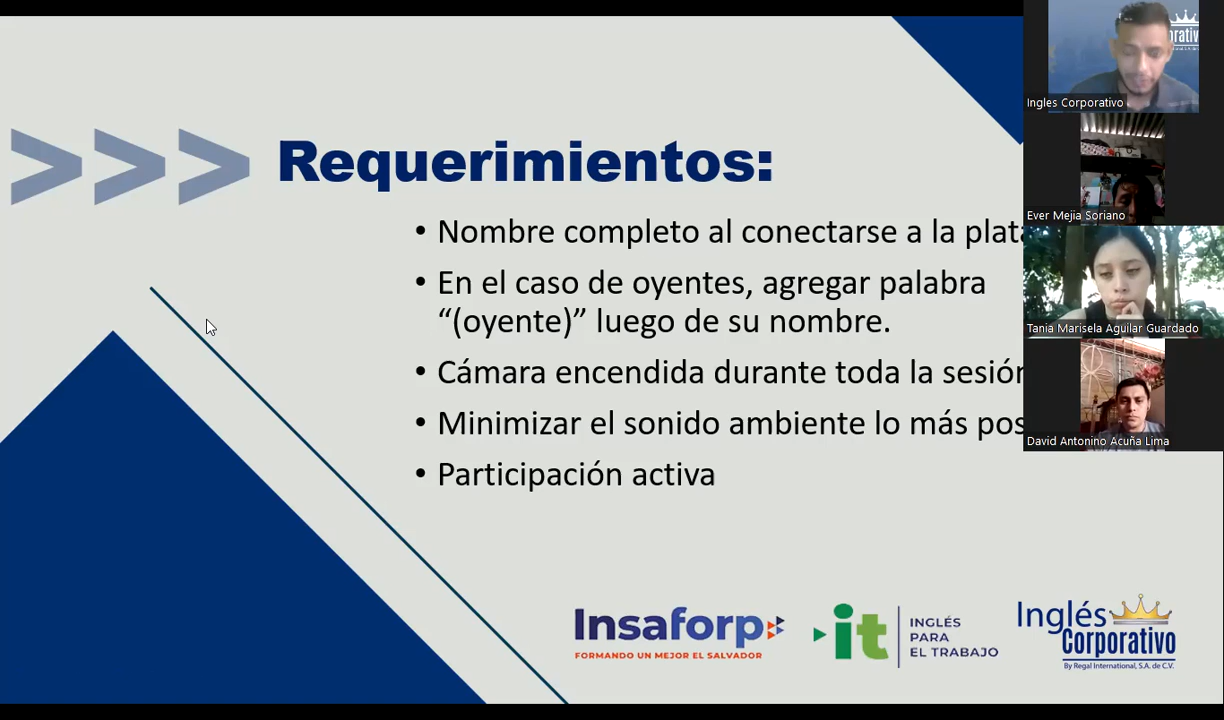 Requerimientos:
• Nombre completo al conectarse a la
• En el caso de oyentes, agregar palabra
“(oyente)” luego de su nombre.
• Cámara encendida durante toda la
• Minimizar el sonido ambiente lo más
• Participación activa
Ingles Corporativo
Ever Mejia Soriano
Tania Marisela Aguilar Guardado
David Antonino Acuña Lima
Insaforp
FORMANDO UN MEJOR EL SALVADOR
it
INGLÉS
PARA
EL TRABAJO
Inglés
Corporativo
By Regal International, S.A. de C.V.